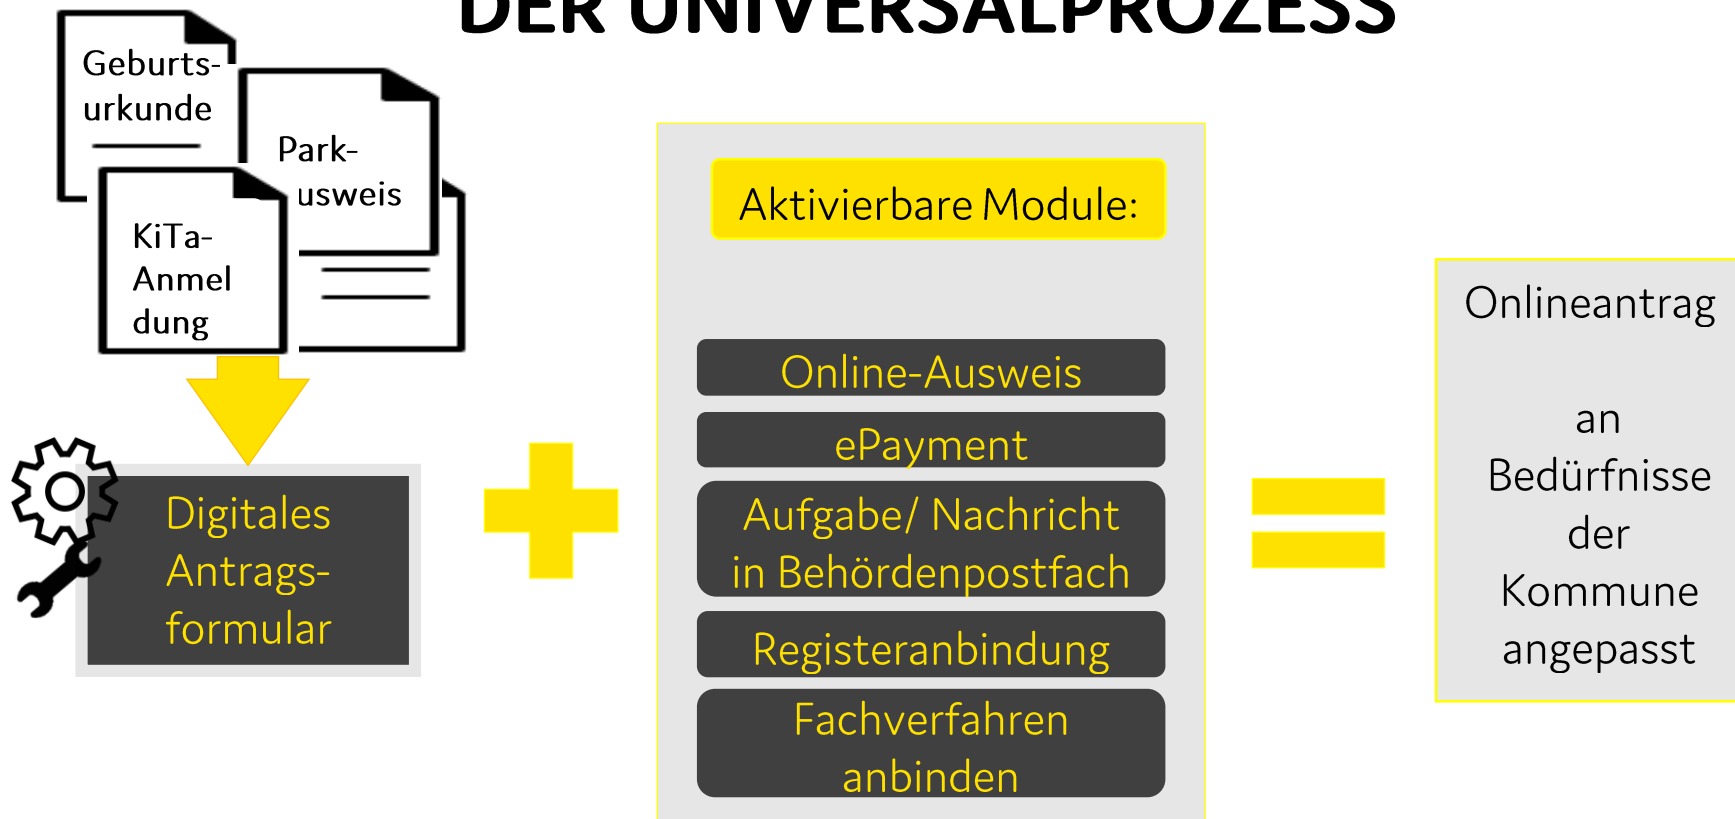 DER UNIVERSALPROZESS
Geburts-
urkunde
Park-
usweis
KiTa-
Anmel
dung
Digitales
Antrags-
formular
Aktivierbare Module:
Online-Ausweis
ePayment
Aufgabe/ Nachricht
in Behördenpostfach
Registeranbindung
Fachverfahren
anbinden
Onlineantrag
an
Bedürfnisse
der
Kommune
angepasst